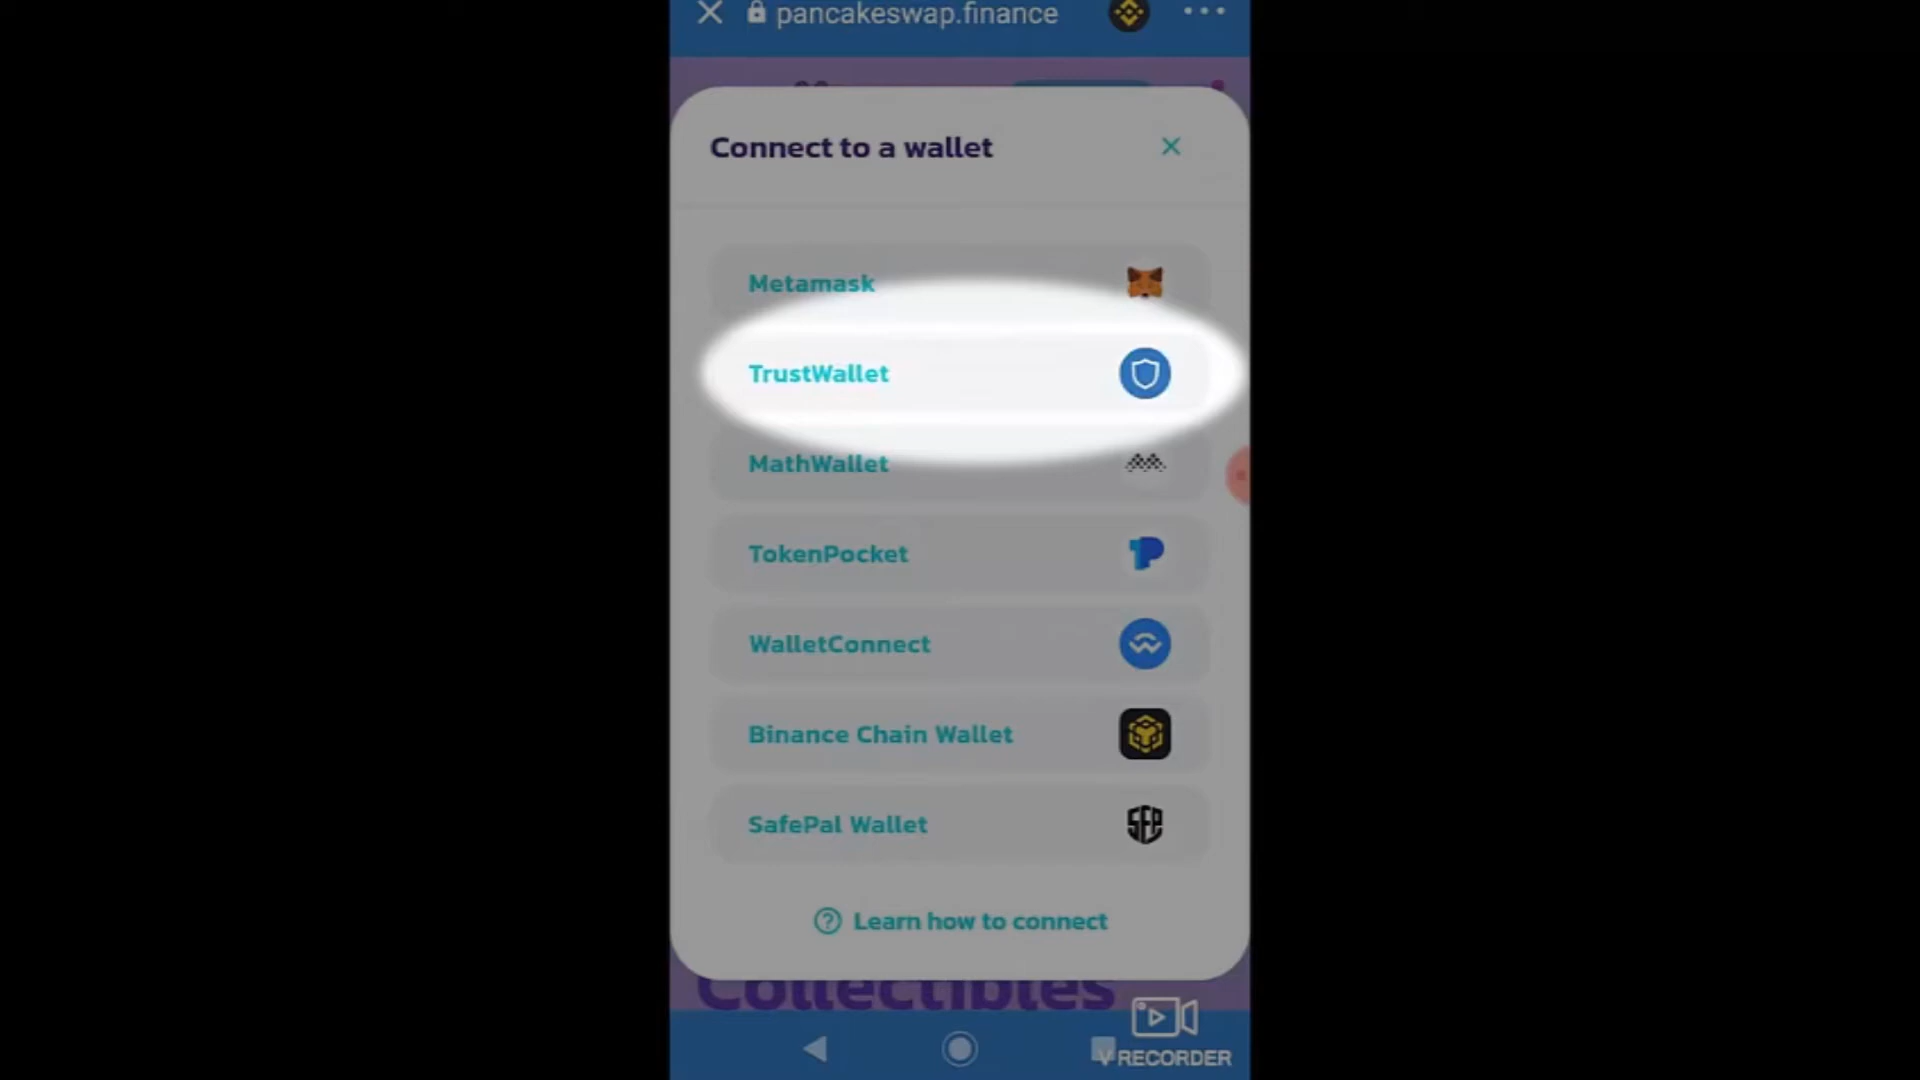 pancakeswap.finance
Connect to a wallet
Metamask
TrustWallet
MathWallet
TokenPocket
WalletConnect
Binance Chain Wallet
SafePal Wallet
Learn how to connect
Collectibles
V RECORDER